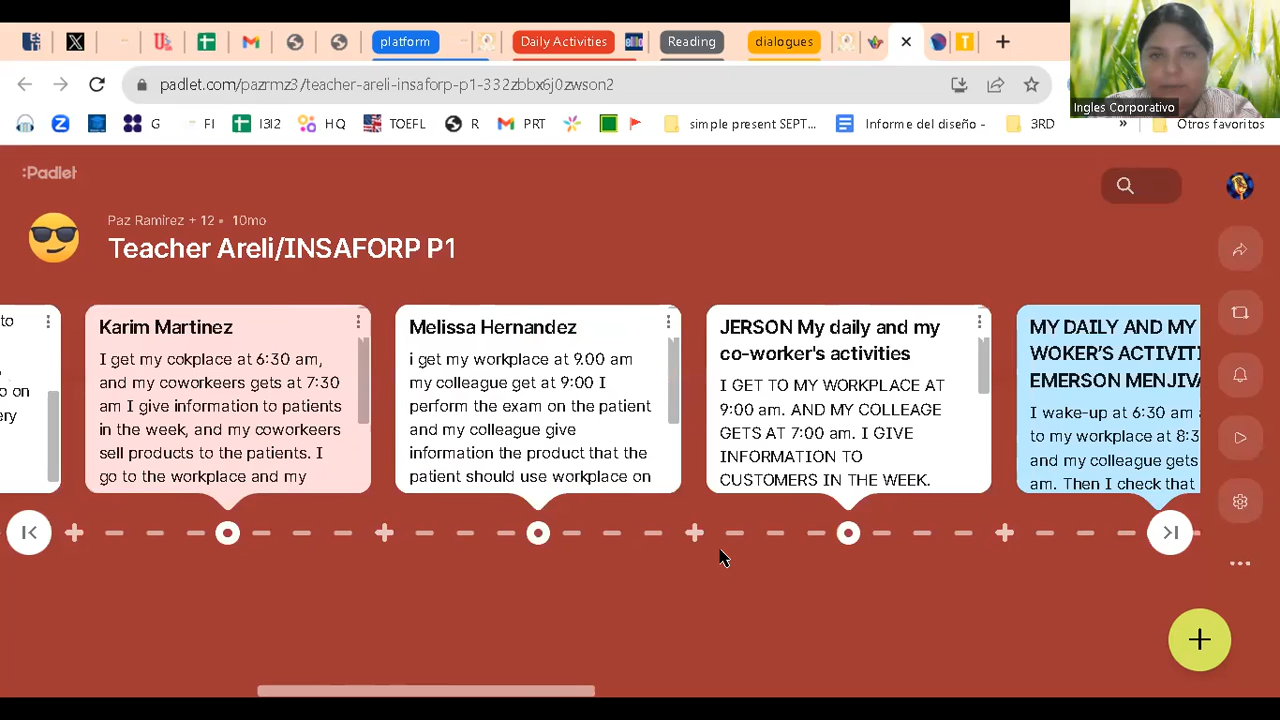 platform
Daily Activities
Reading
dialogues
padlet.com/pazrmz3/teacher-areli-insaforp-p1-332zbbx6j0zwson2
Ingles Corporativo
G
FI
I3I2
HQ
TOEFL
R
PRT
simple present SEPT...
Informe del diseño -
3RD
»
Otros favoritos
:Padlet
Paz Ramirez + 12 • 10mo
Teacher Areli/INSAFORP P1
to
o on
ery
Karim Martinez
I get my cokplace at 6:30 am,
and my coworkeers gets at 7:30
am I give information to patients
in the week, and my coworkers
sell products to the patients. I
go to the workplace and my
Melissa Hernandez
i get my workplace at 9.00 am
my colleague get at 9:00 I
perform the exam on the patient
and my colleague give
information the product that the
patient should use workplace on
JERSON My daily and my
co-worker's activities
I GET TO MY WORKPLACE AT
9:00 am. AND MY COLLEAGE
GETS AT 7:00 am. I GIVE
INFORMATION TO
CUSTOMERS IN THE WEEK.
MY DAILY AND MY
WOKER'S ACTIVITI
EMERSON MENJIVA
I wake-up at 6:30 am
to my workplace at 8:3
and my colleague gets
am. Then I check that